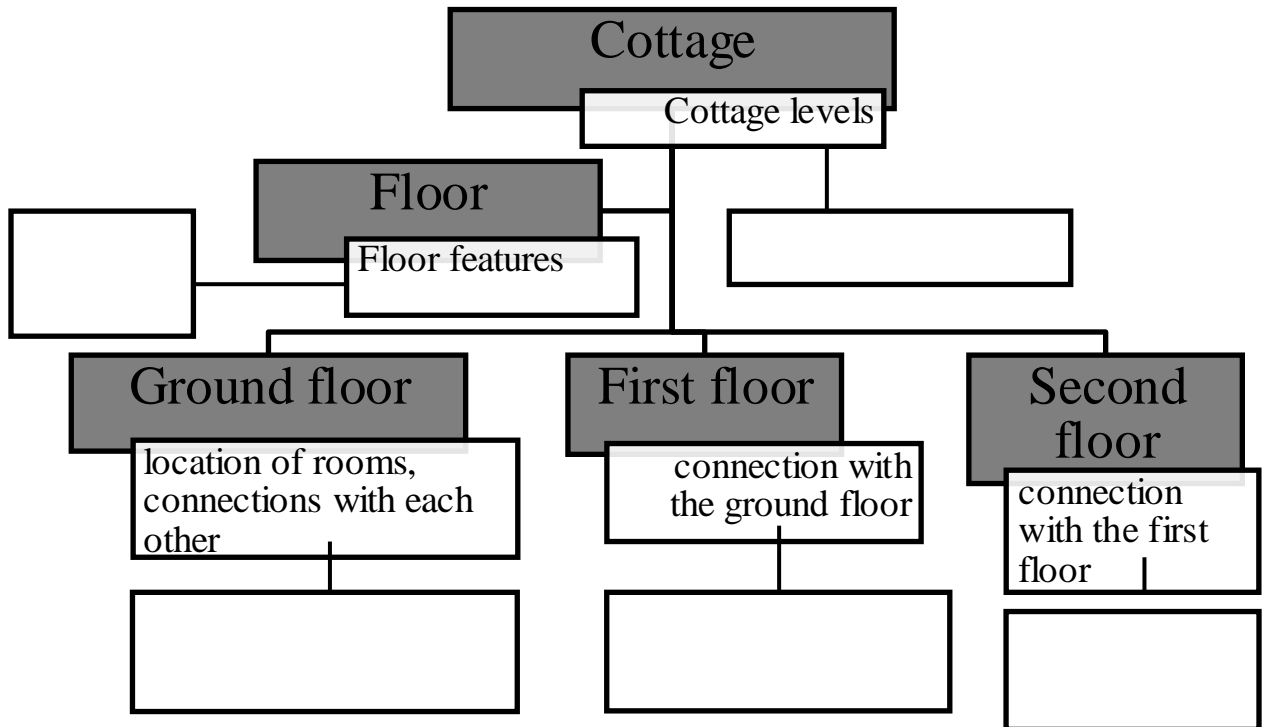 Cottage
Cottage levels
Floor
Floor features
Ground floor
location of rooms,
connections with each
other
First floor
connection with
the ground floor
Second
floor
connection
with the first
floor